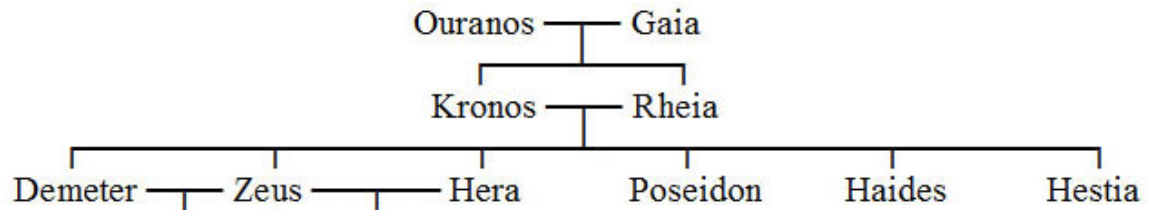 Ouranos Gaia
Kronos Rheia
Demeter Zeus Hera Poseidon Haides Hestia